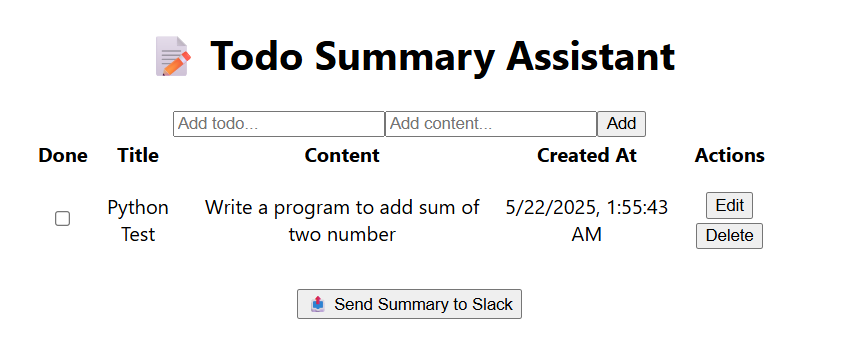 Todo Summary Assistant
Add todo... Add content... Add
Done Title Content Created At Actions
Python Test Write a program to add sum of two number 5/22/2025, 1:55:43 AM Edit
Delete
Send Summary to Slack